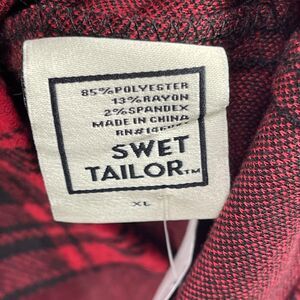 85%POLYESTER
13%RAYON
2%SPANDEX
MADE IN CHINA
SWET
TAILOR™
XL